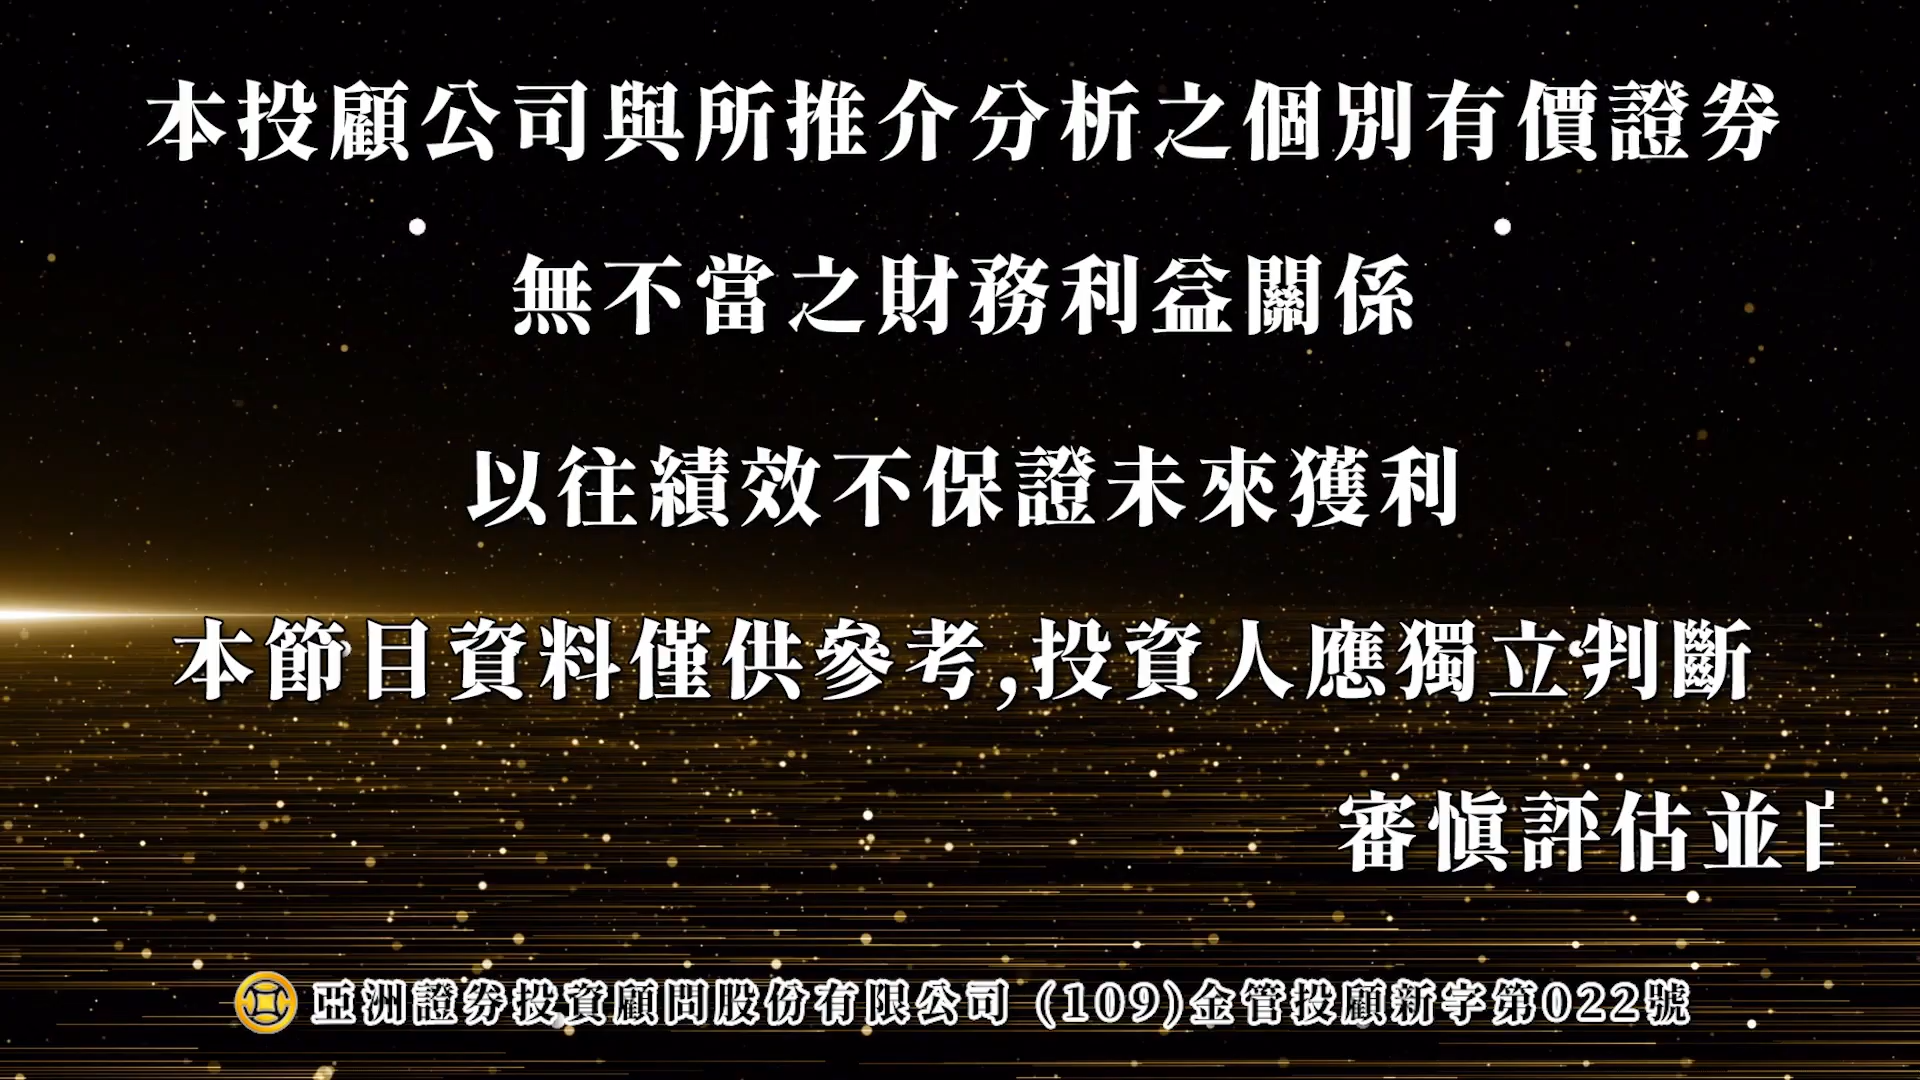 本投顧公司與所推介分析之個別有價證券
無不當之財務利益關係
以往績效不保證未來獲利
本節目資料僅供參考,投資人應獨立判斷
審慎評估並
亞洲證券投資顧問股份有限公司 (109)金管投顧新字第022號